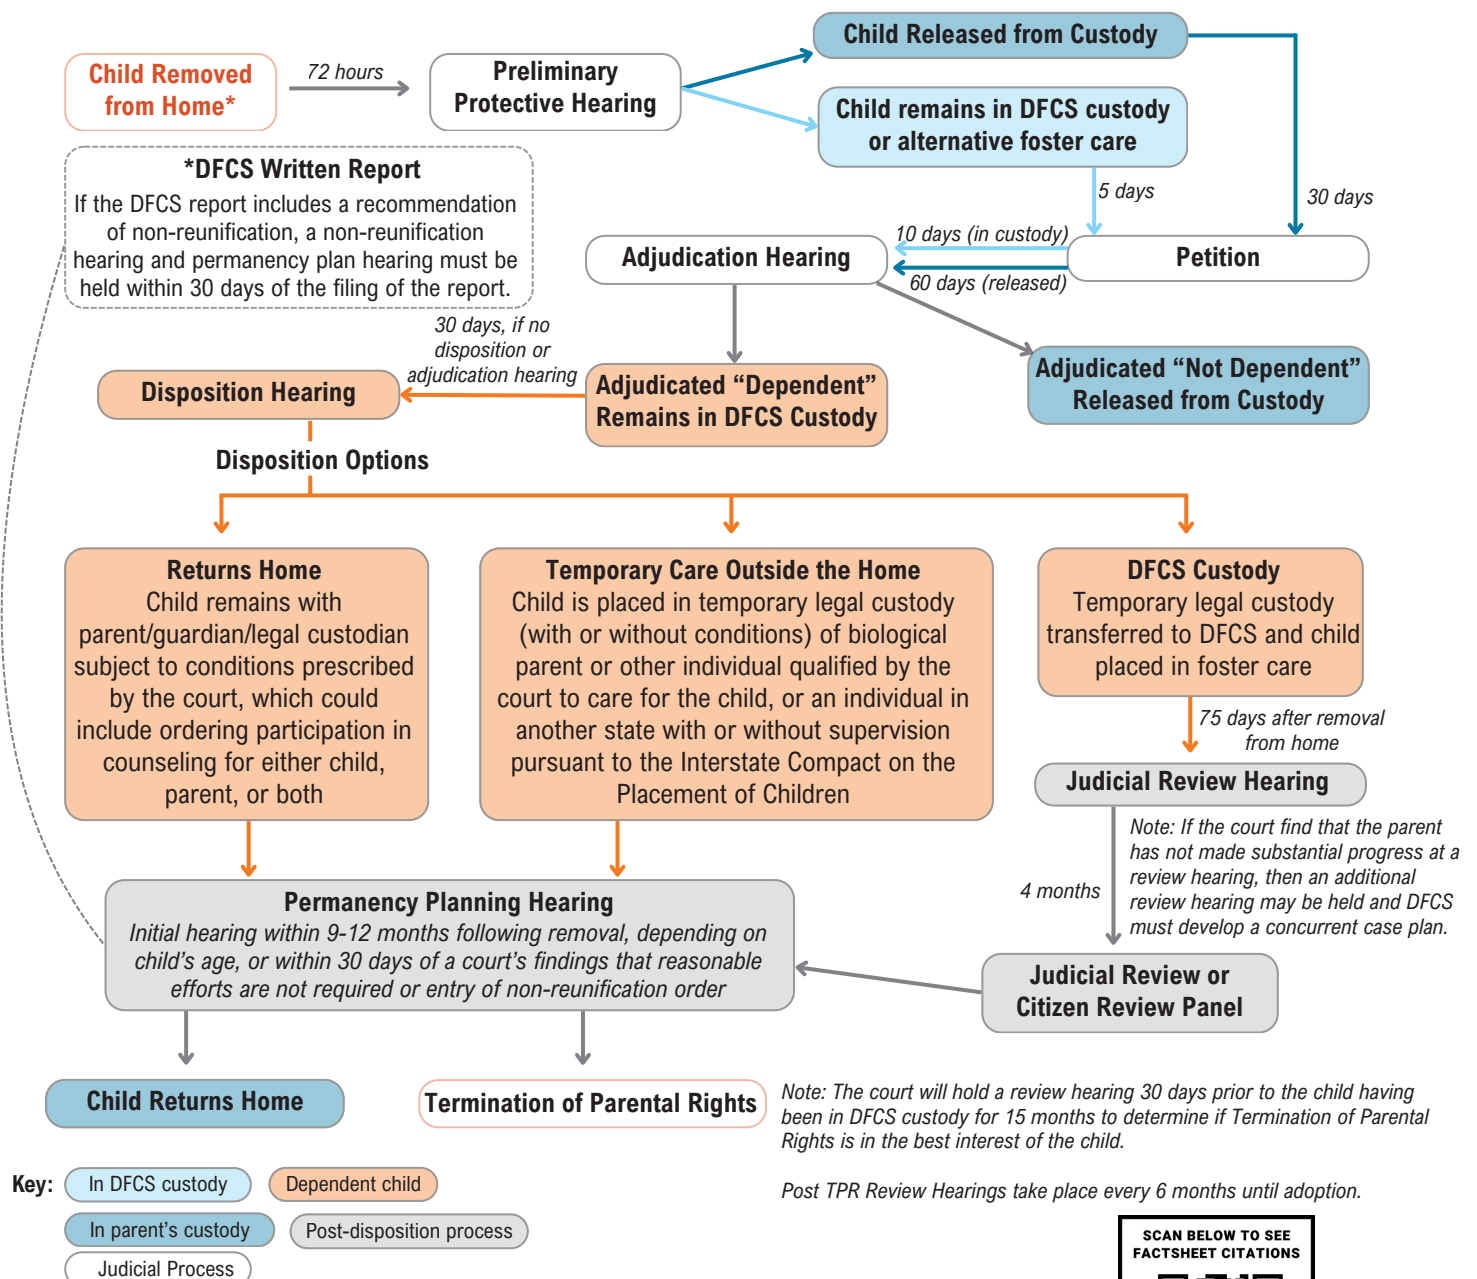 Child Released from Custody
Child Removed
from Home*
72 hours
Preliminary
Protective Hearing
Child remains in DFCS custody
or alternative foster care
*DFCS Written Report
If the DFCS report includes a recommendation
of non-reunification, a non-reunification
hearing and permanency plan hearing must be
held within 30 days of the filing of the report.
5 days
30 days
10 days (in custody)
Adjudication Hearing
Petition
60 days (released)
30 days, if no
disposition or
adjudication hearing
Disposition Hearing
Adjudicated “Dependent”
Remains in DFCS Custody
Adjudicated “Not Dependent”
Released from Custody
Disposition Options
Returns Home
Child remains with
parent/guardian/legal custodian
subject to conditions prescribed
by the court, which could
include ordering participation in
counseling for either child,
parent, or both
Temporary Care Outside the Home
Child is placed in temporary legal custody
(with or without conditions) of biological
parent or other individual qualified by the
court to care for the child, or an individual in
another state with or without supervision
pursuant to the Interstate Compact on the
Placement of Children
DFCS Custody
Temporary legal custody
transferred to DFCS and child
placed in foster care
75 days after removal
from home
Judicial Review Hearing
Note: If the court find that the parent
has not made substantial progress at a
review hearing, then an additional
review hearing may be held and DFCS
must develop a concurrent case plan.
4 months
Permanency Planning Hearing
Initial hearing within 9-12 months following removal, depending on
child’s age, or within 30 days of a court’s findings that reasonable
efforts are not required or entry of non-reunification order
Judicial Review or
Citizen Review Panel
Child Returns Home
Termination of Parental Rights
Note: The court will hold a review hearing 30 days prior to the child having
been in DFCS custody for 15 months to determine if Termination of Parental
Rights is in the best interest of the child.
Post TPR Review Hearings take place every 6 months until adoption.
Key:
In DFCS custody
Dependent child
In parent’s custody
Post-disposition process
Judicial Process
SCAN BELOW TO SEE
FACTSHEET CITATIONS